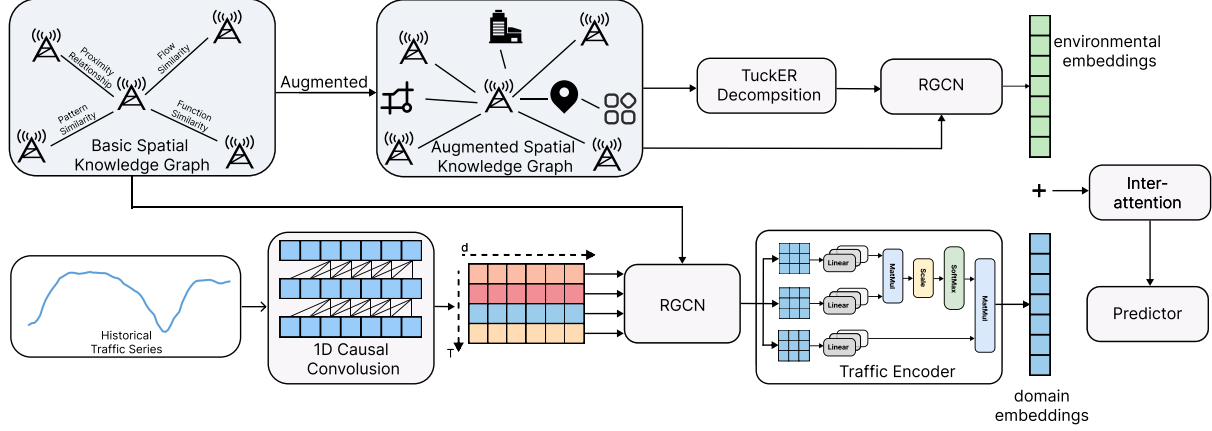 Proximity
Relationship
Flow
Similarity
Pattern
Similarity
Function
Similarity
Basic Spatial
Knowledge Graph
Augmented
Augmented Spatial
Knowledge Graph
TuckER
Decompsition
RGCN
environmental
embeddings
+
Inter-
attention
Predictor
Historical
Traffic Series
1D Causal
Convolusion
d
T
RGCN
Linear
Linear
Linear
MatMul
Scale
SoftMax
MatMul
Traffic Encoder
domain
embeddings